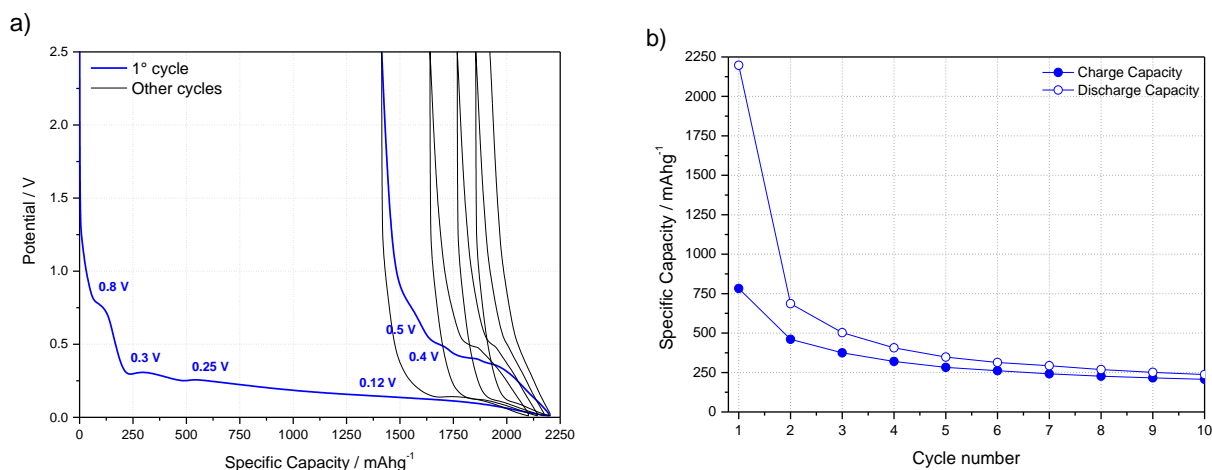 a)
2.5
2.0
1.5
1.0
0.5
0.0
Potential / V
1° cycle
Other cycles
0.8 V
0.3 V
0.25 V
0.12 V
0.5 V
0.4 V
0 250 500 750 1000 1250 1500 1750 2000 2250
Specific Capacity / mAhg⁻¹
b)
2250
2000
1750
1500
1250
1000
750
500
250
0
Specific Capacity / mAhg⁻¹
Charge Capacity
Discharge Capacity
1 2 3 4 5 6 7 8 9 10
Cycle number